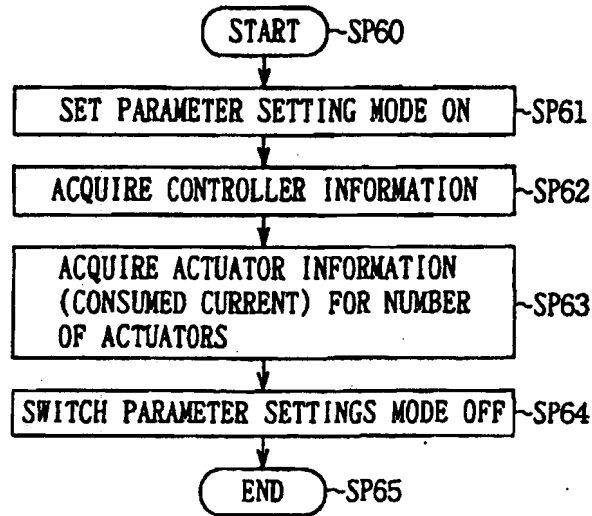 START ~SP60
SET PARAMETER SETTING MODE ON ~SP61
ACQUIRE CONTROLLER INFORMATION ~SP62
ACQUIRE ACTUATOR INFORMATION
(CONSUMED CURRENT) FOR NUMBER ~SP63
OF ACTUATORS
SWITCH PARAMETER SETTINGS MODE OFF ~SP64
END ~SP65